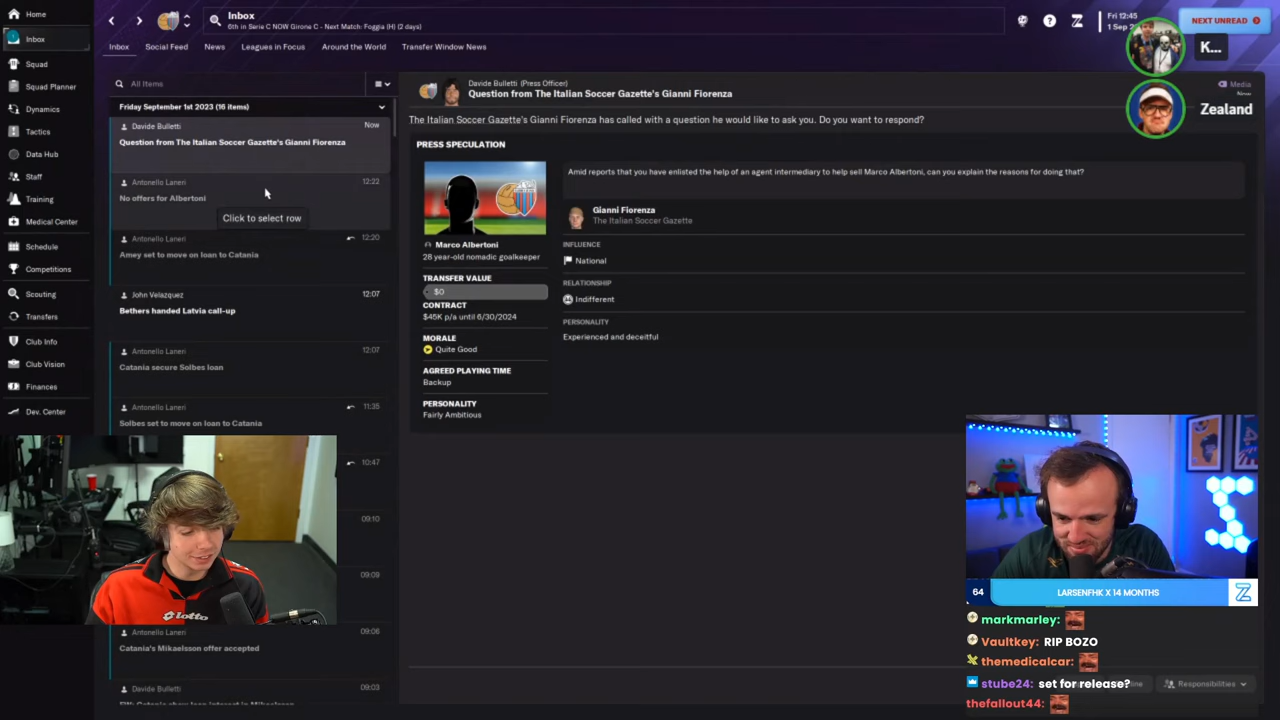 Home
Inbox
Squad
Squad Planner
Dynamics
Tactics
Data Hub
Staff
Training
Medical Center
Schedule
Competitions
Scouting
Transfers
Club Info
Club Vision
Finances
Dev. Center
Inbox
6th in Serie C NOW Girone C - Next Match: Foggia (H) (2 days)
Fri 12:45
1 Sep
NEXT UNREAD
K...
Zealand
Inbox
Social Feed
News
Leagues in Focus
Around the World
Transfer Window News
All Items
Friday September 1st 2023 (16 items)
Davide Bulletti
Now
Question from The Italian Soccer Gazette's Gianni Fiorenza
Antonello Laneri
12:22
No offers for Albertoni
Click to select row
Antonello Laneri
12:20
Amey set to move on loan to Catania
John Velazquez
12:07
Bethers handed Latvia call-up
Antonello Laneri
12:07
Catania secure Solbes loan
Antonello Laneri
11:35
Solbes set to move on loan to Catania
10:47
09:10
09:09
Antonello Laneri
09:06
Catania's Mikaelsson offer accepted
Davide Bulletti
09:03
Davide Bulletti (Press Officer)
Question from The Italian Soccer Gazette's Gianni Fiorenza
Media
Now
The Italian Soccer Gazette's Gianni Fiorenza has called with a question he would like to ask you. Do you want to respond?
PRESS SPECULATION
Marco Albertoni
28 year-old nomadic goalkeeper
TRANSFER VALUE
$0
CONTRACT
$45K p/a until 6/30/2024
MORALE
Quite Good
AGREED PLAYING TIME
Backup
PERSONALITY
Fairly Ambitious
Amid reports that you have enlisted the help of an agent intermediary to help sell Marco Albertoni, can you explain the reasons for doing that?
Gianni Fiorenza
The Italian Soccer Gazette
INFLUENCE
National
RELATIONSHIP
Indifferent
PERSONALITY
Experienced and deceitful
lotto
64
LARSENFHK X 14 MONTHS
Z
markmarley:
Vaultkey: RIP BOZO
themedicalcar:
stube24: set for release?
thefallout44:
Responsibilities